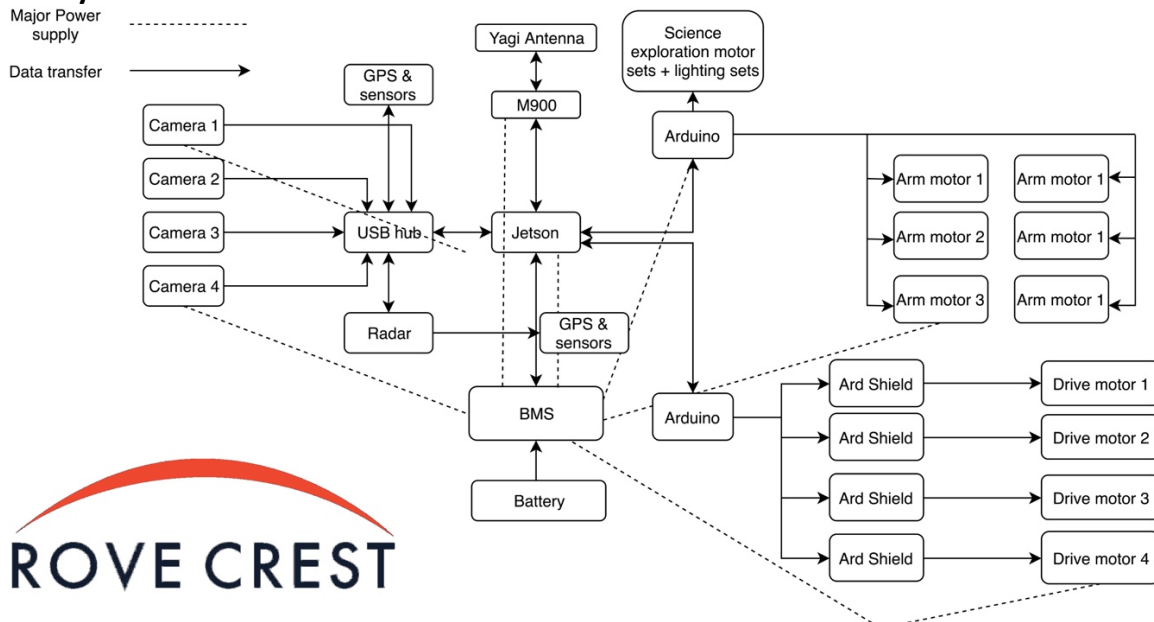 Major Power
supply
Data transfer
Yagi Antenna
Science
exploration motor
sets + lighting sets
GPS &
sensors
M900
Camera 1
Arduino
Camera 2
Arm motor 1
Arm motor 1
Camera 3
USB hub
Jetson
Arm motor 2
Arm motor 1
Camera 4
Arm motor 3
Arm motor 1
Radar
GPS &
sensors
Ard Shield
Drive motor 1
BMS
Arduino
Ard Shield
Drive motor 2
Battery
Ard Shield
Drive motor 3
Ard Shield
Drive motor 4
ROVE CREST